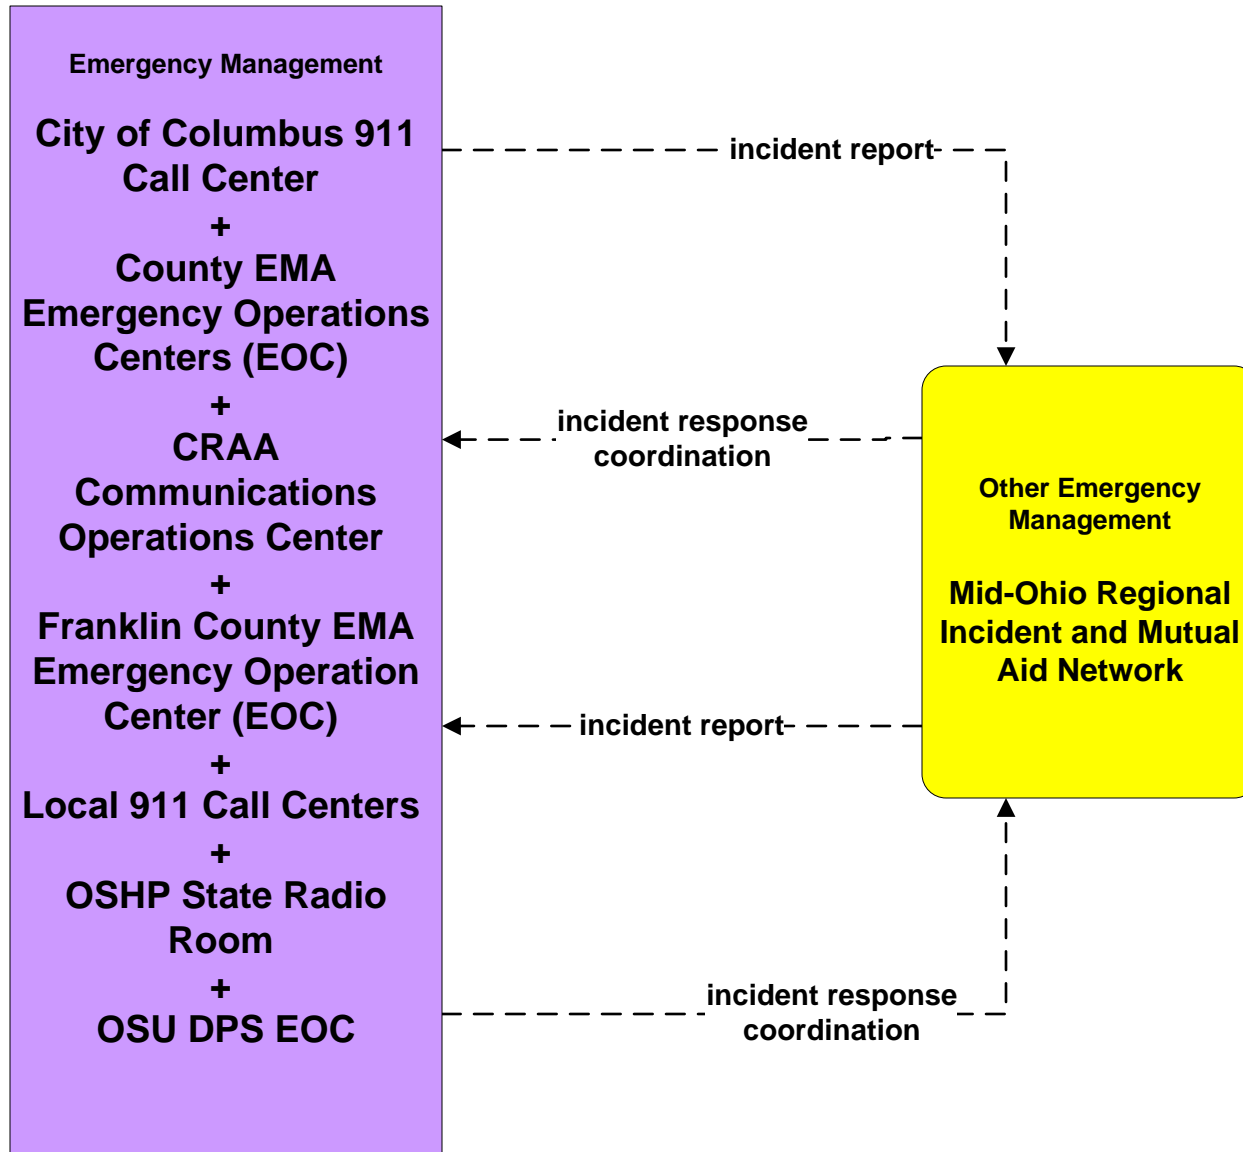 Emergency Management
City of Columbus 911
Call Center
+
County EMA
Emergency Operations
Centers (EOC)
+
CRAA
Communications
Operations Center
+
Franklin County EMA
Emergency Operation
Center (EOC)
+
Local 911 Call Centers
+
OSHP State Radio
Room
+
OSU DPS EOC
incident report
incident response
coordination
incident report
incident response
coordination
Other Emergency
Management
Mid-Ohio Regional
Incident and Mutual
Aid Network